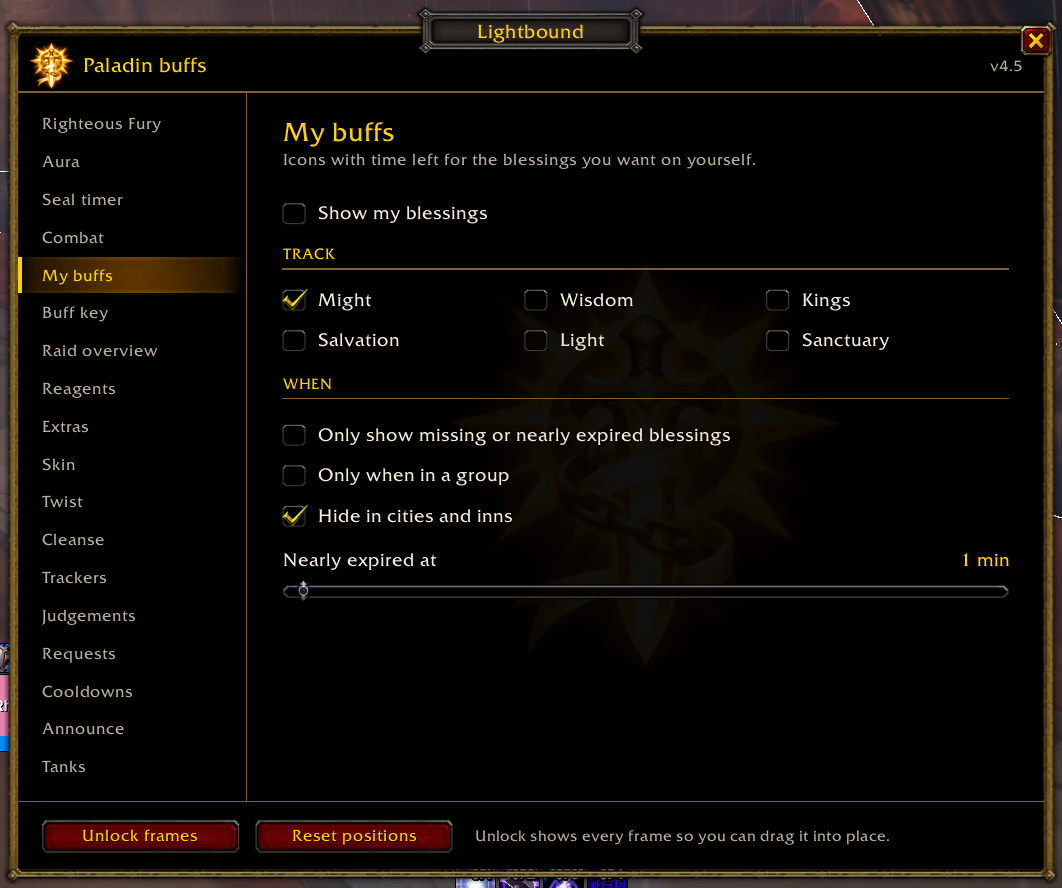 Lightbound
Paladin buffs
v4.5
Righteous Fury
Aura
Seal timer
Combat
My buffs
Buff key
Raid overview
Reagents
Extras
Skin
Twist
Cleanse
Trackers
Judgements
Requests
Cooldowns
Announce
Tanks
My buffs
Icons with time left for the blessings you want on yourself.
Show my blessings
TRACK
Might Wisdom Kings
Salvation Light Sanctuary
WHEN
Only show missing or nearly expired blessings
Only when in a group
Hide in cities and inns
Nearly expired at 1 min
Unlock frames Reset positions Unlock shows every frame so you can drag it into place.